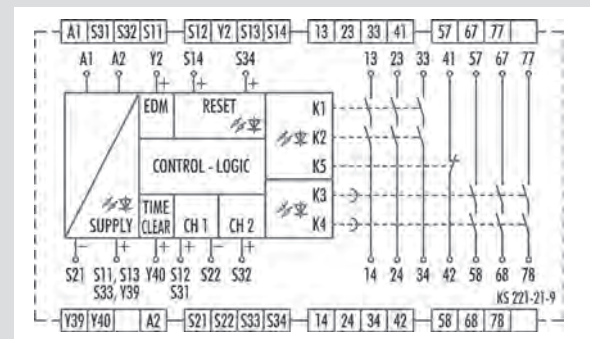 A1 S31 S32 S11 S12 Y2 S13 S14 13 23 33 41 57 67 77
A1 A2 Y2 S14 S34 13 23 33 41 57 67 77
+ + +
EDM RESET K1
K2
CONTROL - LOGIC K5
K3
TIME
SUPPLY CLEAR CH 1 CH 2 K4
− + + − +
S21 S11, S13 Y40 S12 S22 S32 14 24 34 42 58 68 78
S33, Y39 S31
KS 221-21-9
Y39 Y40 A2 S21 S22 S33 S34 14 24 34 42 58 68 78